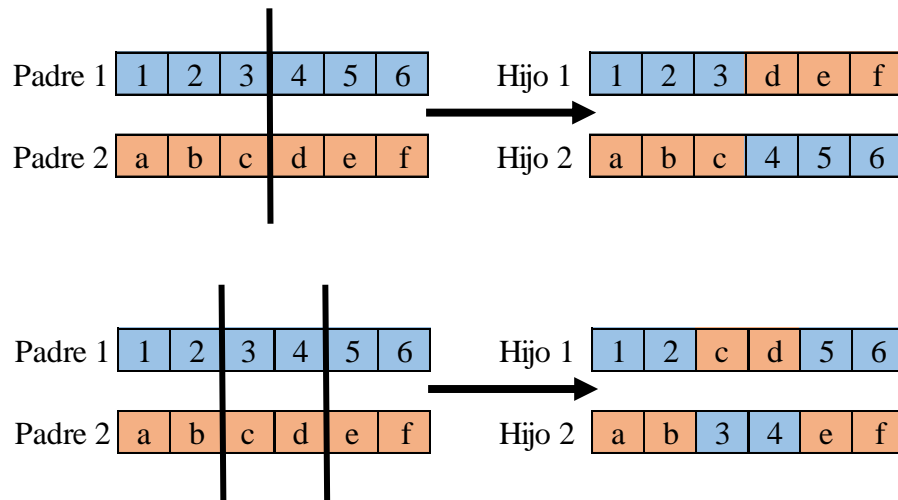 Padre 1 1 2 3 4 5 6 Hijo 1 1 2 3 d e f
Padre 2 a b c d e f Hijo 2 a b c 4 5 6
Padre 1 1 2 3 4 5 6 Hijo 1 1 2 c d 5 6
Padre 2 a b c d e f Hijo 2 a b 3 4 e f